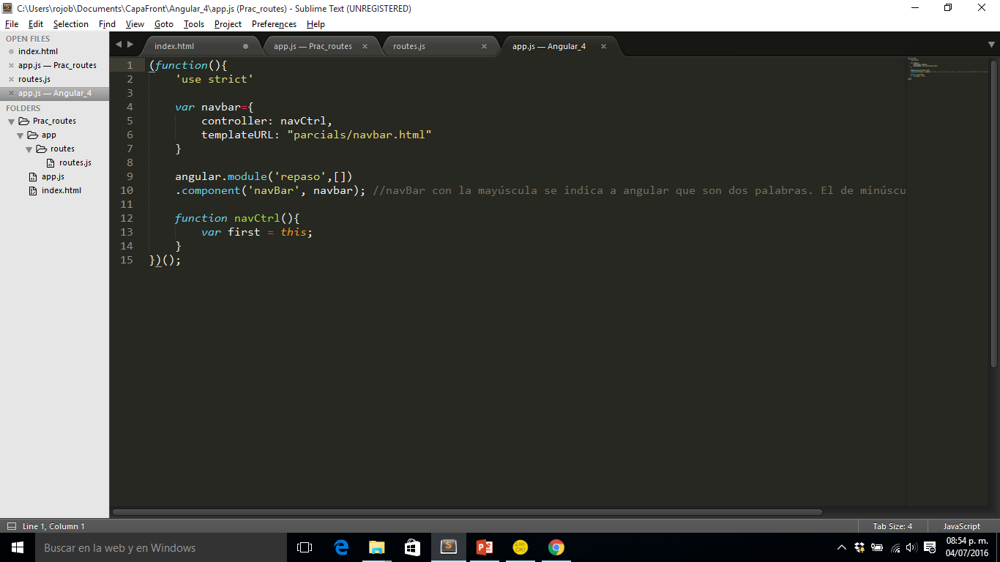 C:\Users\rojob\Documents\CapaFront\Angular_4\app.js (Prac_routes) - Sublime Text (UNREGISTERED)
File Edit Selection Find View Goto Tools Project Preferences Help
OPEN FILES
index.html
app.js — Prac_routes
routes.js
app.js — Angular_4
FOLDERS
Prac_routes
app
routes
routes.js
app.js
index.html
index.html app.js — Prac_routes routes.js app.js — Angular_4
1 (function(){
2 'use strict'
3
4 var navbar={
5 controller: navCtrl,
6 templateURL: "parcials/navbar.html"
7 }
8
9 angular.module('repaso',[])
10 .component('navBar', navbar); //navBar con la mayúscula se indica a angular que son dos palabras. El de minúscu
11
12 function navCtrl(){
13 var first = this;
14 }
15 })();
Line 1, Column 1 Tab Size: 4 JavaScript
Buscar en la web y en Windows
08:54 p. m.
04/07/2016